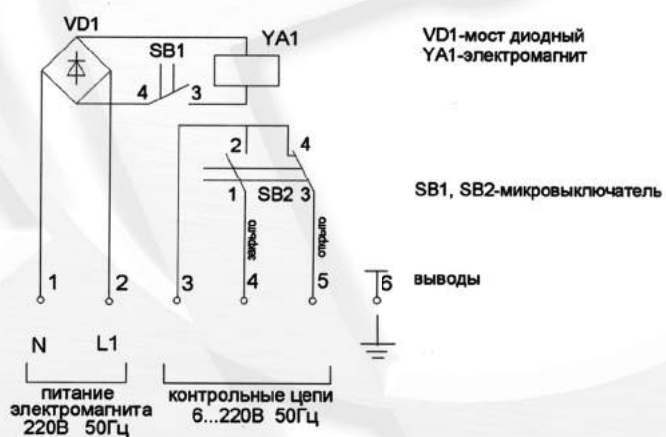 VD1
SB1
YA1
4
3
2
4
1
SB2
3
закрыто
открыто
1
2
3
4
5
6
выводы
N
L1
питание
электромагнита
220В 50Гц
контрольные цепи
6...220В 50Гц
VD1-мост диодный
YA1-электромагнит
SB1, SB2-микровыключатель